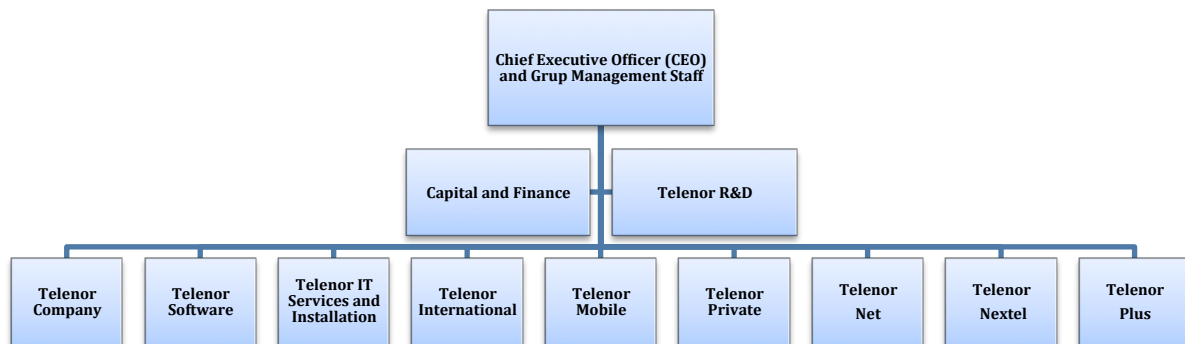 Chief Executive Officer (CEO)
and Grup Management Staff
Capital and Finance
Telenor R&D
Telenor
Company
Telenor
Software
Telenor IT
Services and
Installation
Telenor
International
Telenor
Mobile
Telenor
Private
Telenor
Net
Telenor
Nextel
Telenor
Plus